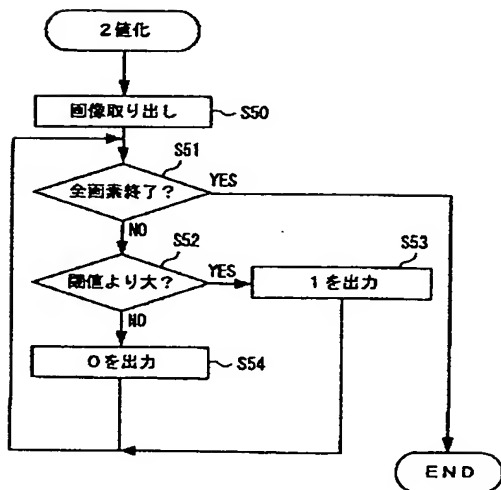 2値化
画像取り出し
S50
S51
全画素終了?
YES
NO
S52
閾値より大?
YES
S53
1を出力
NO
0を出力
S54
END